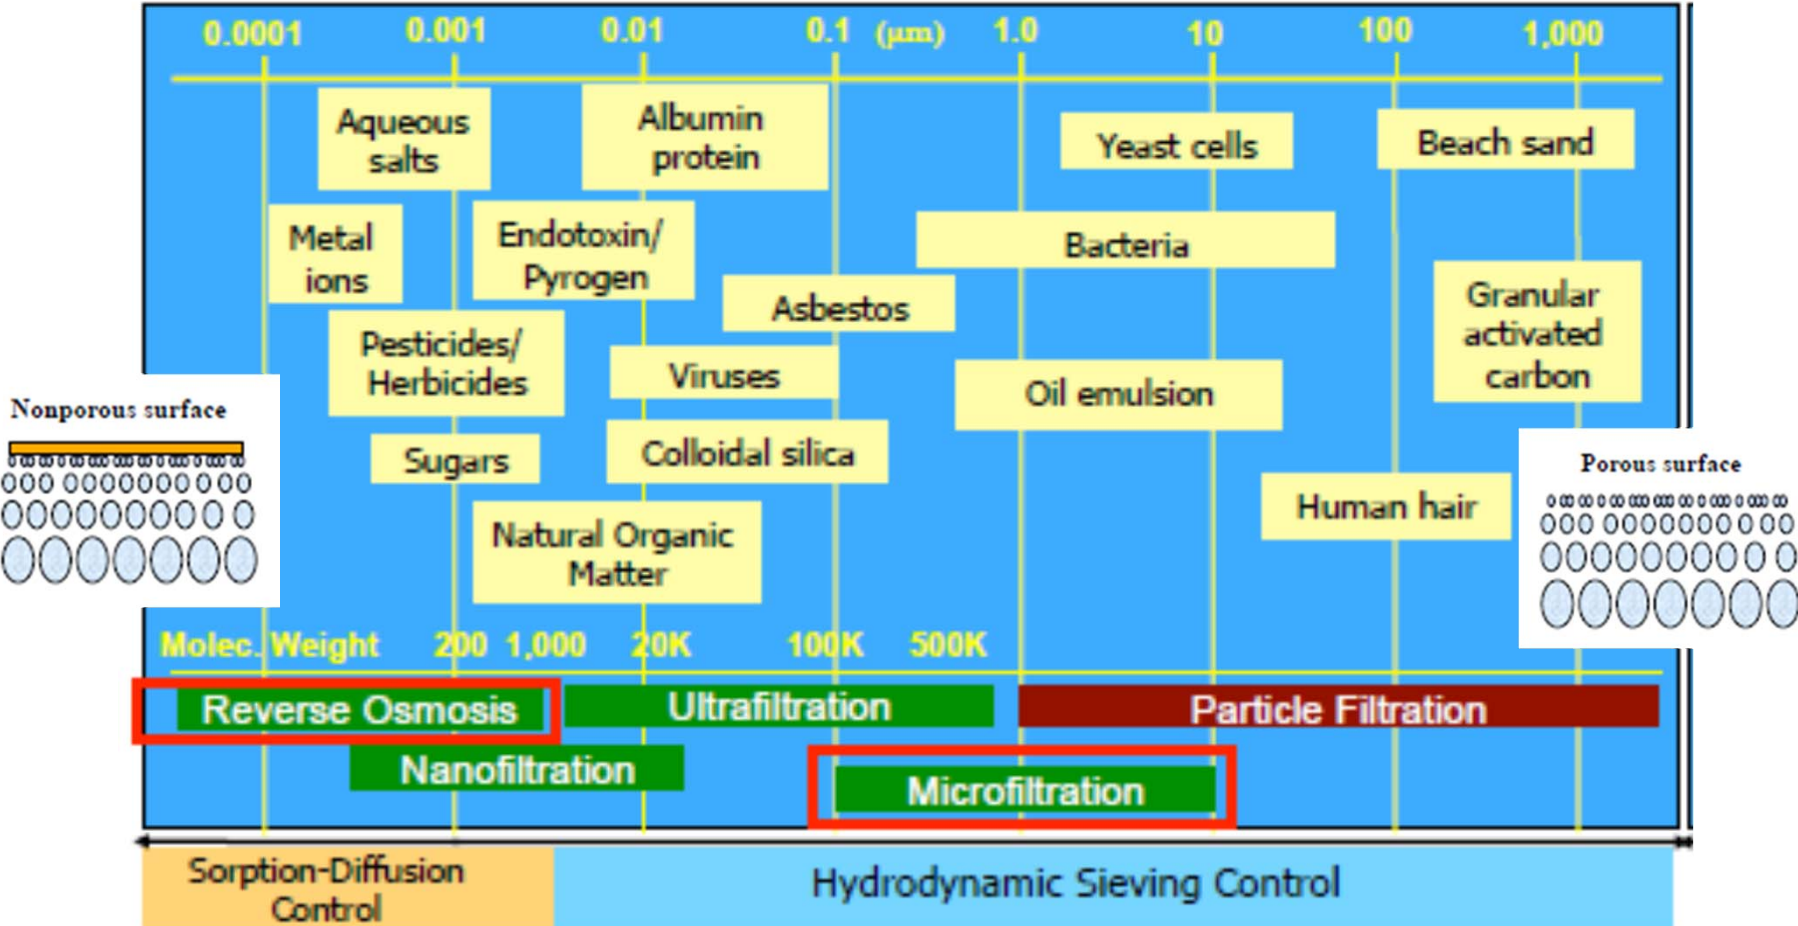 0.0001 0.001 0.01 0.1 (µm) 1.0 10 100 1,000
Aqueous
salts
Albumin
protein
Yeast cells
Beach sand
Metal
ions
Endotoxin/
Pyrogen
Bacteria
Asbestos
Granular
activated
carbon
Pesticides/
Herbicides
Viruses
Oil emulsion
Nonporous surface
Sugars
Colloidal silica
Porous surface
Human hair
Natural Organic
Matter
Molec. Weight 200 1,000 20K 100K 500K
Reverse Osmosis
Ultrafiltration
Particle Filtration
Nanofiltration
Microfiltration
Sorption-Diffusion
Control
Hydrodynamic Sieving Control